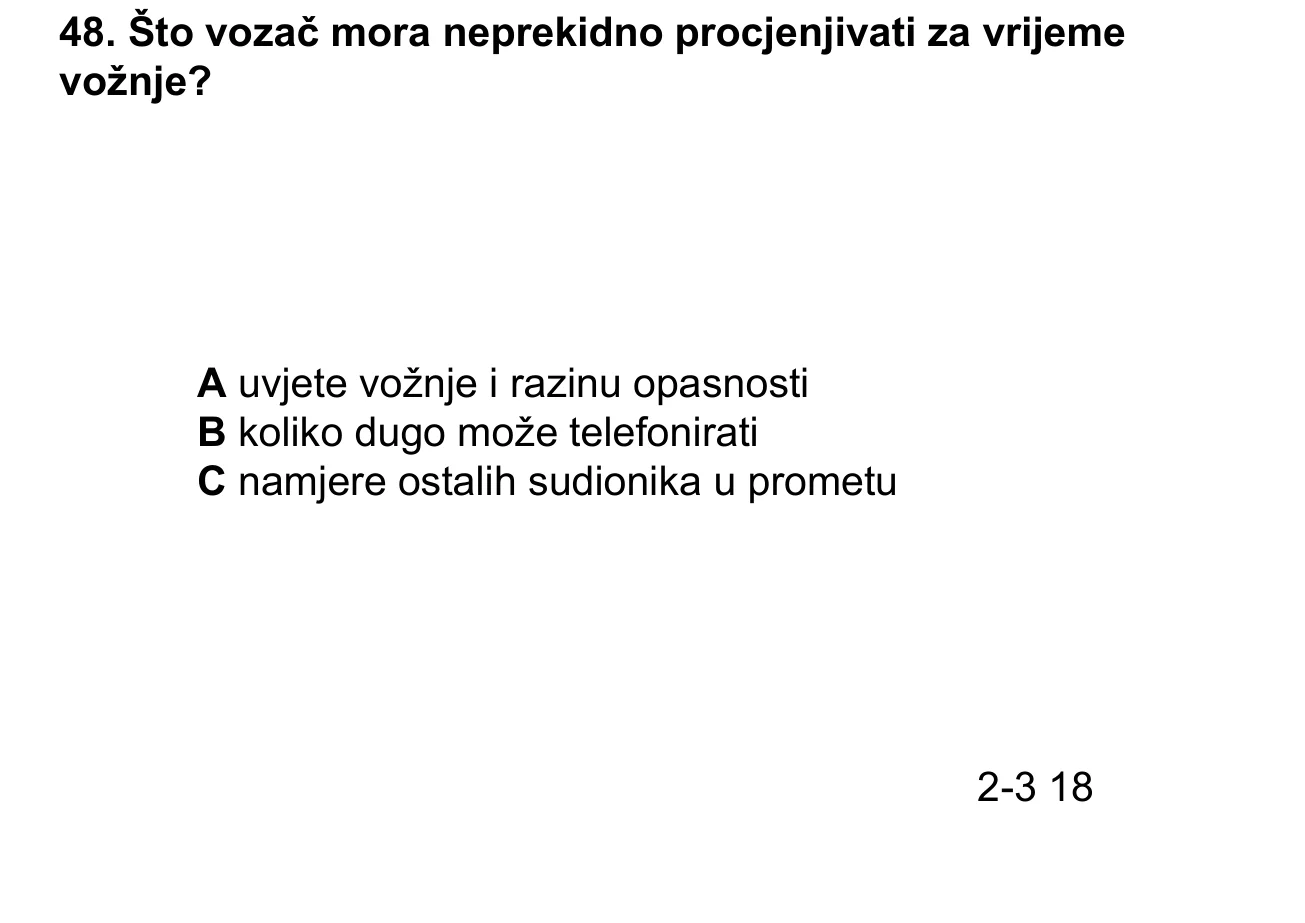 48. Što vozač mora neprekidno procjenjivati za vrijeme
vožnje?
A uvjete vožnje i razinu opasnosti
B koliko dugo može telefonirati
C namjere ostalih sudionika u prometu
2-3 18